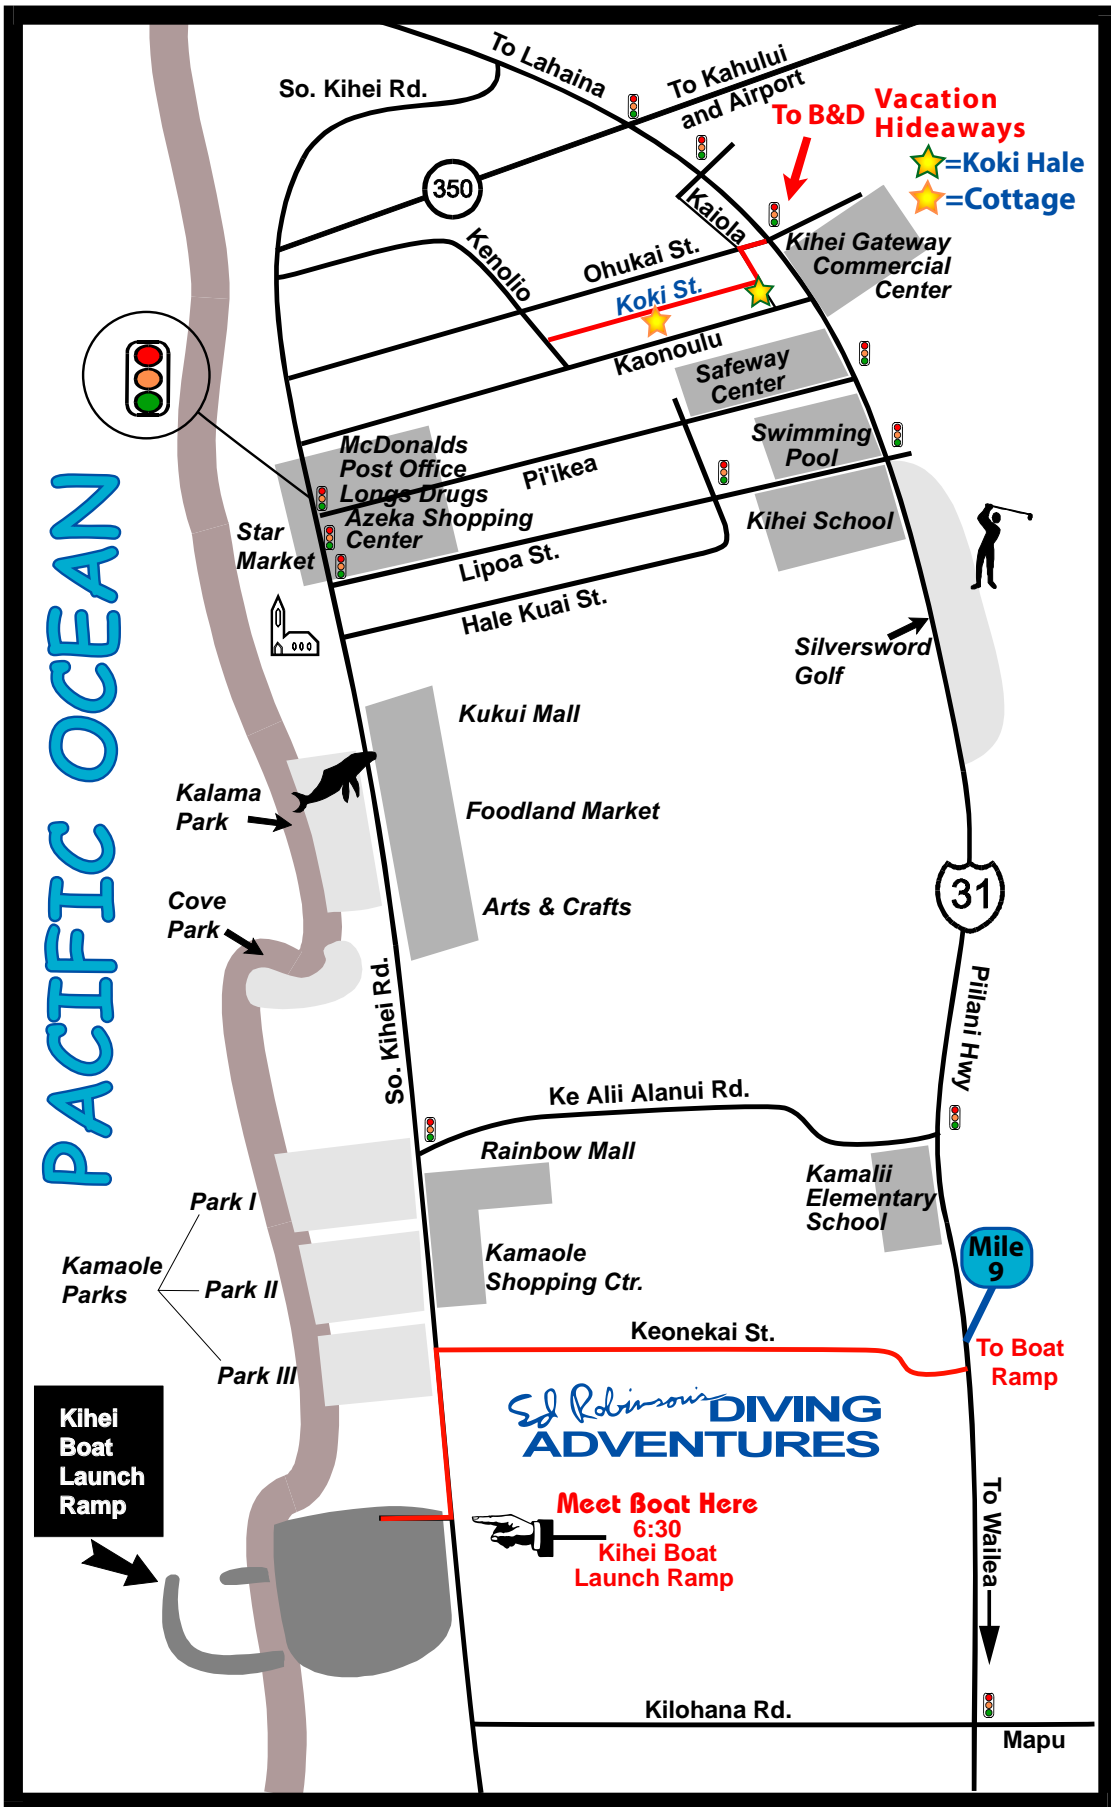 To Lahaina
To Kahului
and Airport
So. Kihei Rd.
To B&D
Vacation
Hideaways
=Koki Hale
=Cottage
350
Kaiola
Kenolio
Ohukai St.
Kihei Gateway
Commercial
Center
Koki St.
Kaonoulu
Safeway
Center
McDonalds
Post Office
Longs Drugs
Azeka Shopping
Center
Pi'ikea
Swimming
Pool
Star
Market
Kihei School
Lipoa St.
Hale Kuai St.
Silversword
Golf
PACIFIC OCEAN
Kukui Mall
Kalama
Park
Foodland Market
31
Cove
Park
Arts & Crafts
So. Kihei Rd.
Piilani Hwy
Ke Alii Alanui Rd.
Rainbow Mall
Kamalii
Elementary
School
Park I
Kamaole
Parks
Park II
Park III
Kamaole
Shopping Ctr.
Mile
9
Keonekai St.
To Boat
Ramp
Ed Robinson's DIVING
ADVENTURES
Kihei
Boat
Launch
Ramp
Meet Boat Here
6:30
Kihei Boat
Launch Ramp
To Wailea
Kilohana Rd.
Mapu